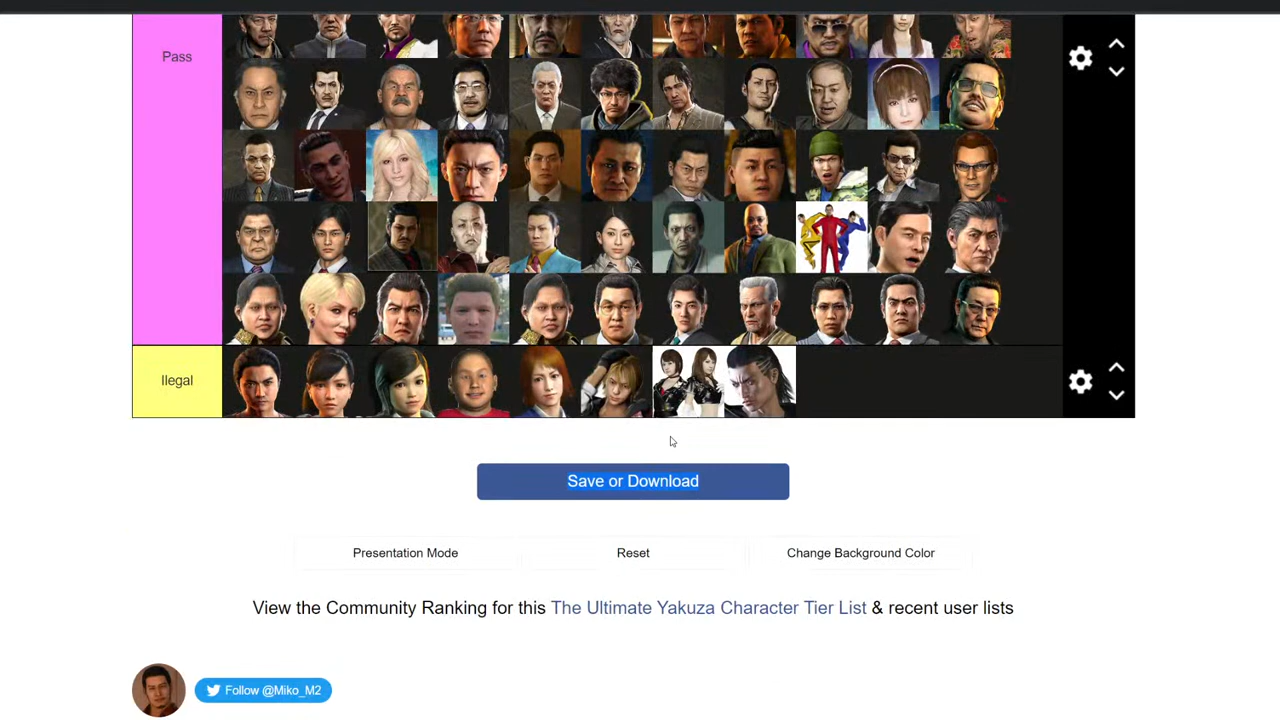 Pass
Ilegal
Save or Download
Presentation Mode
Reset
Change Background Color
View the Community Ranking for this The Ultimate Yakuza Character Tier List & recent user lists
Follow @Miko_M2